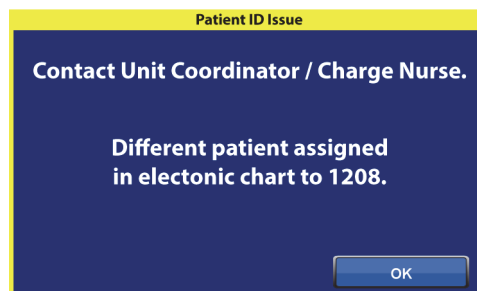 Patient ID Issue
Contact Unit Coordinator / Charge Nurse.
Different patient assigned
in electonic chart to 1208.
OK